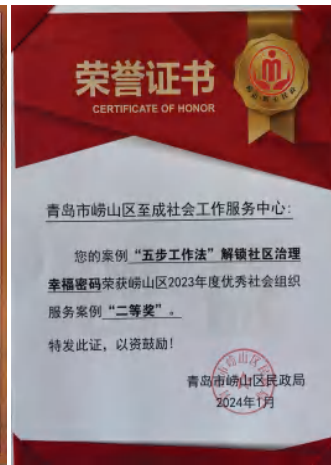 荣誉证书
CERTIFICATE OF HONOR
青岛市崂山区至成社会工作服务中心：
您的案例“五步工作法”解锁社区治理
幸福密码荣获崂山区2023年度优秀社会组织
服务案例“二等奖”。
特发此证，以资鼓励！
青岛市崂山区民政局
2024年1月